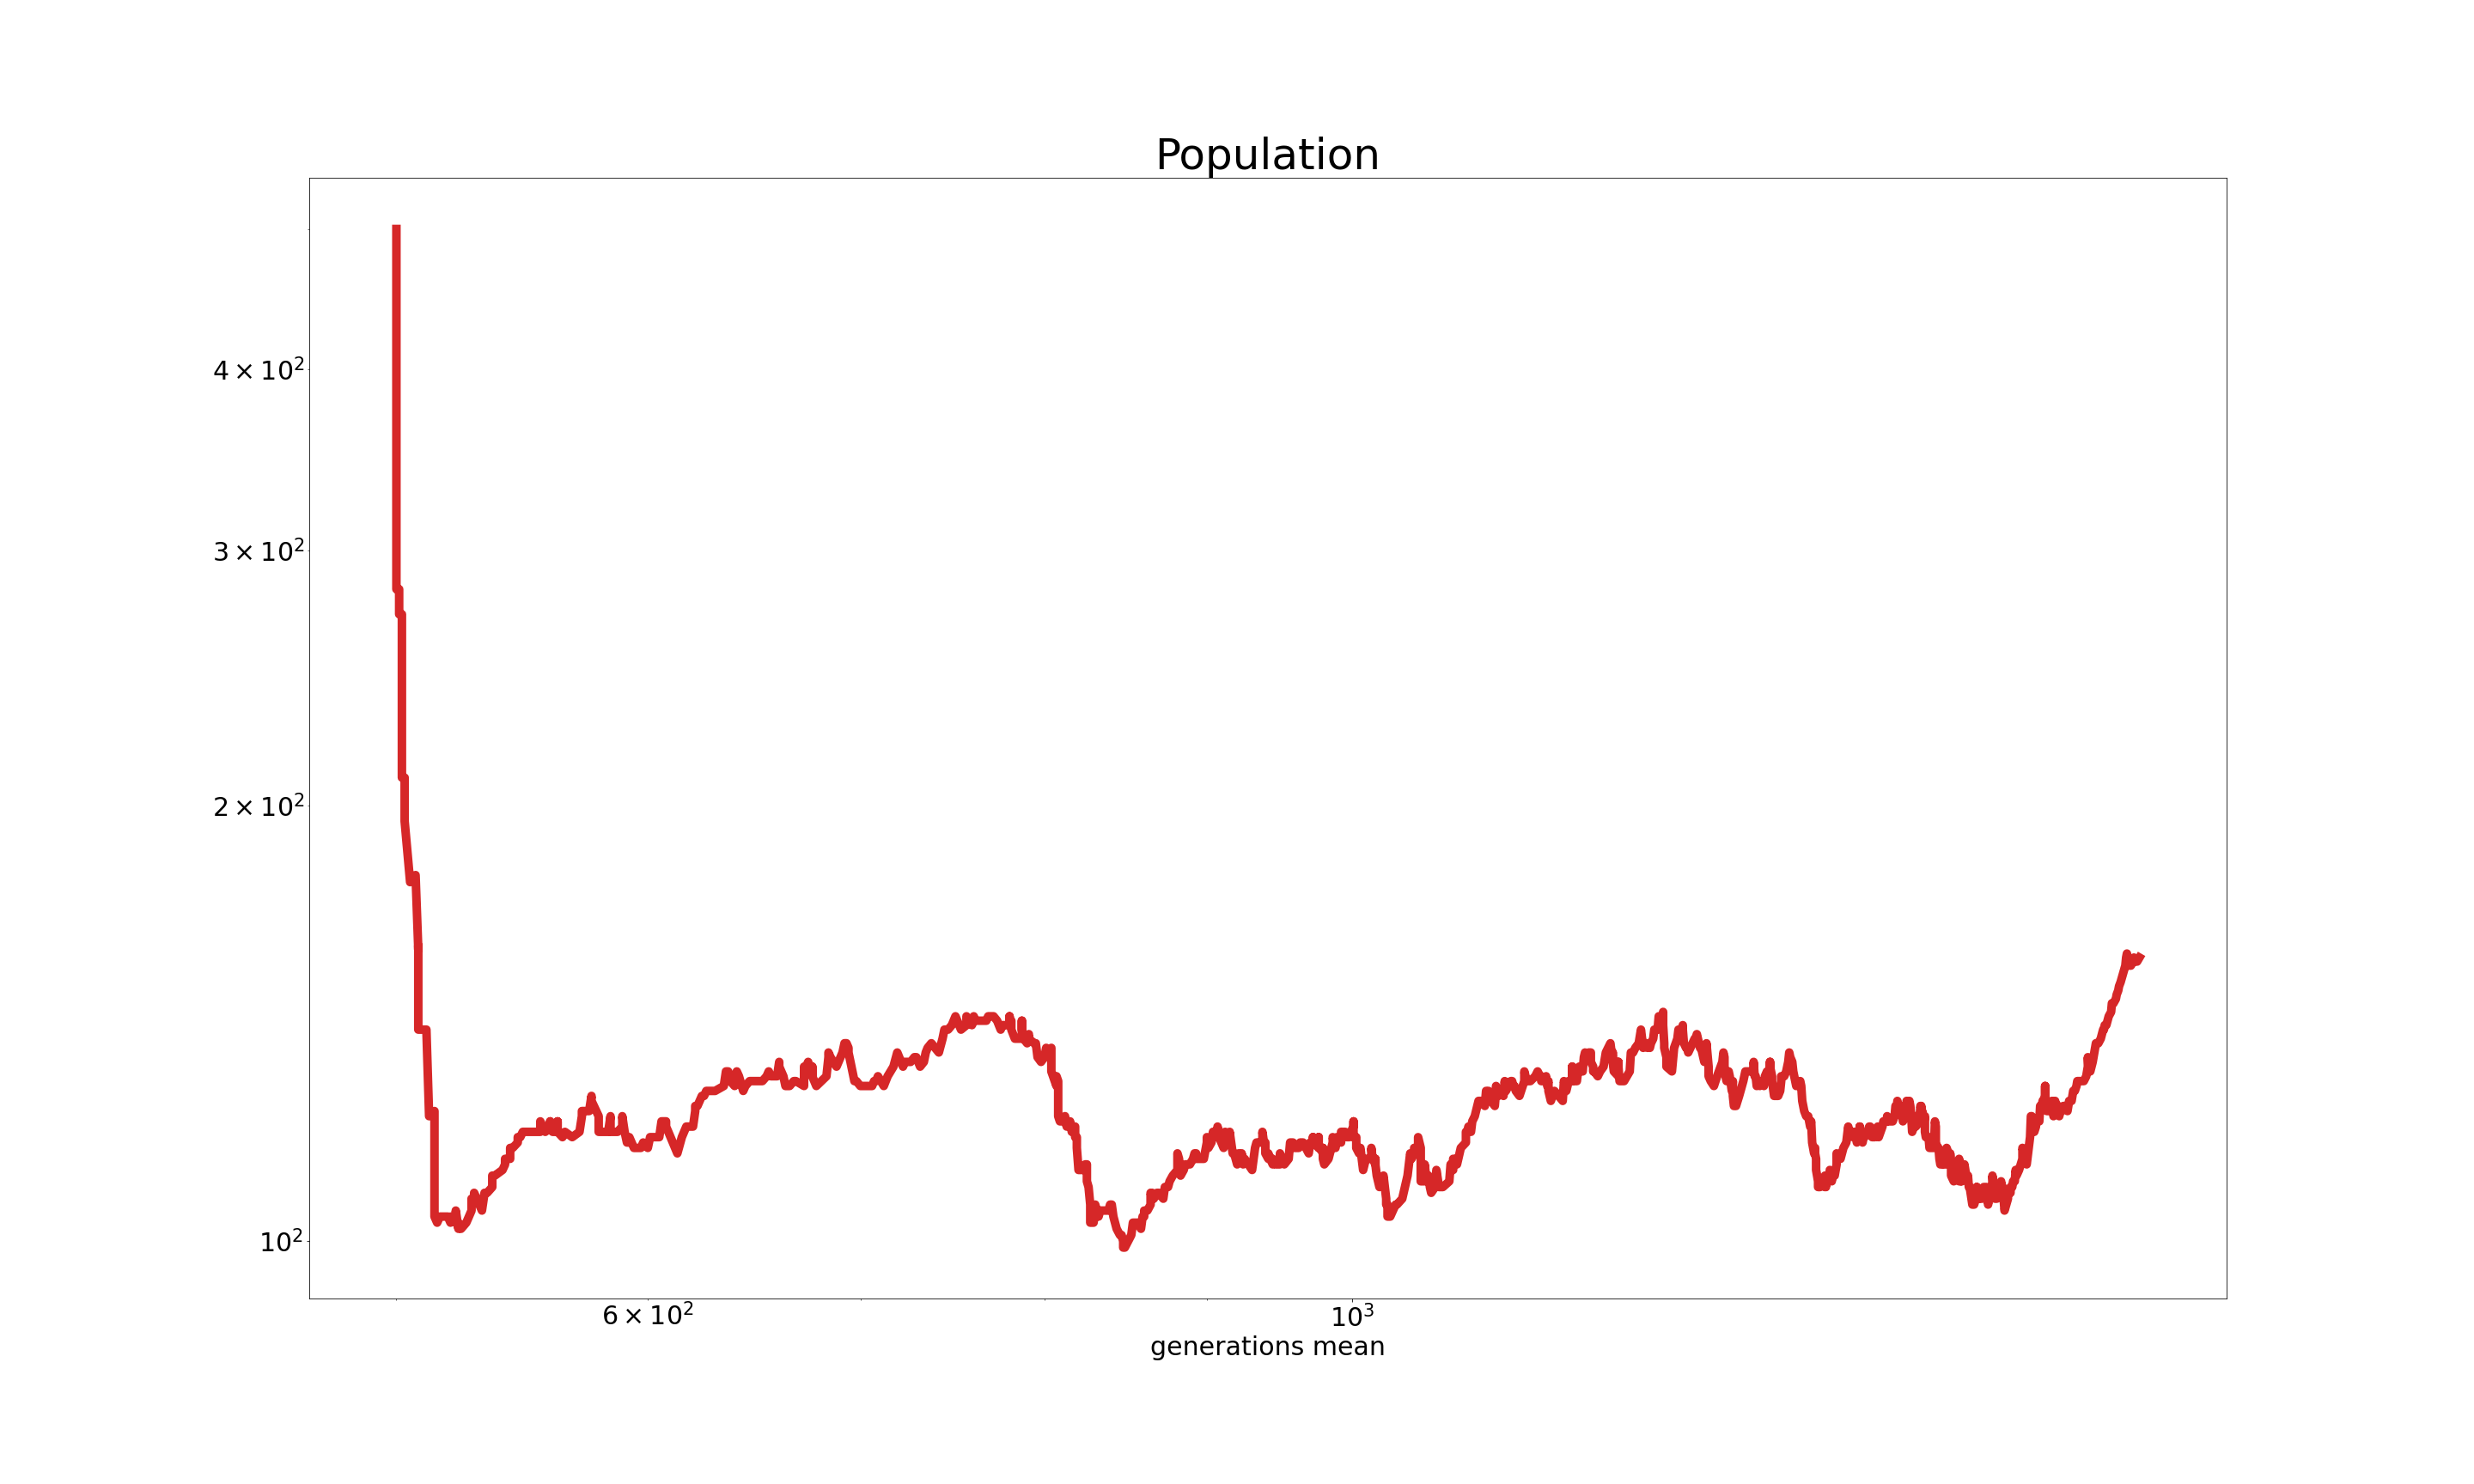 Population
4 × 10²
3 × 10²
2 × 10²
10²
6 × 10²
10³
generations mean